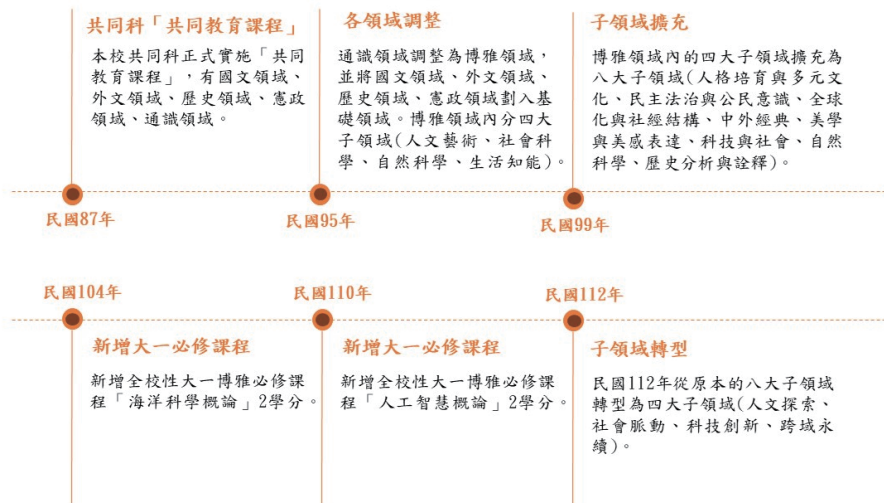 共同科「共同教育課程」
本校共同科正式實施「共同
教育課程」，有國文領域、
外文領域、歷史領域、憲政
領域、通識領域。
民國87年
各領域調整
通識領域調整為博雅領域，
並將國文領域、外文領域、
歷史領域、憲政領域劃入基
礎領域。博雅領域內分四大
子領域(人文藝術、社會科
學、自然科學、生活知能)。
民國95年
子領域擴充
博雅領域內的四大子領域擴充為
八大子領域(人格培育與多元文
化、民主法治與公民意識、全球
化與社經結構、中外經典、美學
與美感表達、科技與社會、自然
科學、歷史分析與詮釋)。
民國99年
民國104年
新增大一必修課程
新增全校性大一博雅必修課
程「海洋科學概論」2學分。
民國110年
新增大一必修課程
新增全校性大一博雅必修課
程「人工智慧概論」2學分。
民國112年
子領域轉型
民國112年從原本的八大子領域
轉型為四大子領域(人文探索、
社會脈動、科技創新、跨域永
續)。